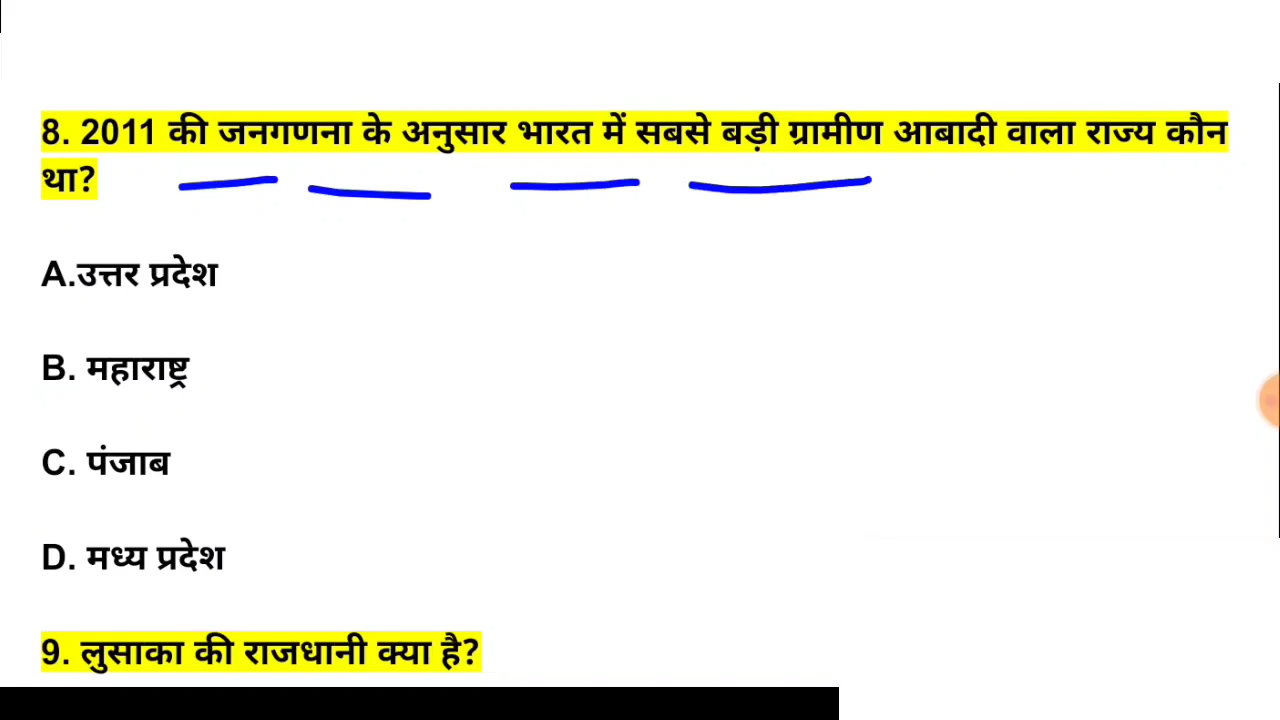 8. 2011 की जनगणना के अनुसार भारत में सबसे बड़ी ग्रामीण आबादी वाला राज्य कौन
था?
A.उत्तर प्रदेश
B. महाराष्ट्र
C. पंजाब
D. मध्य प्रदेश
9. लुसाका की राजधानी क्या है?